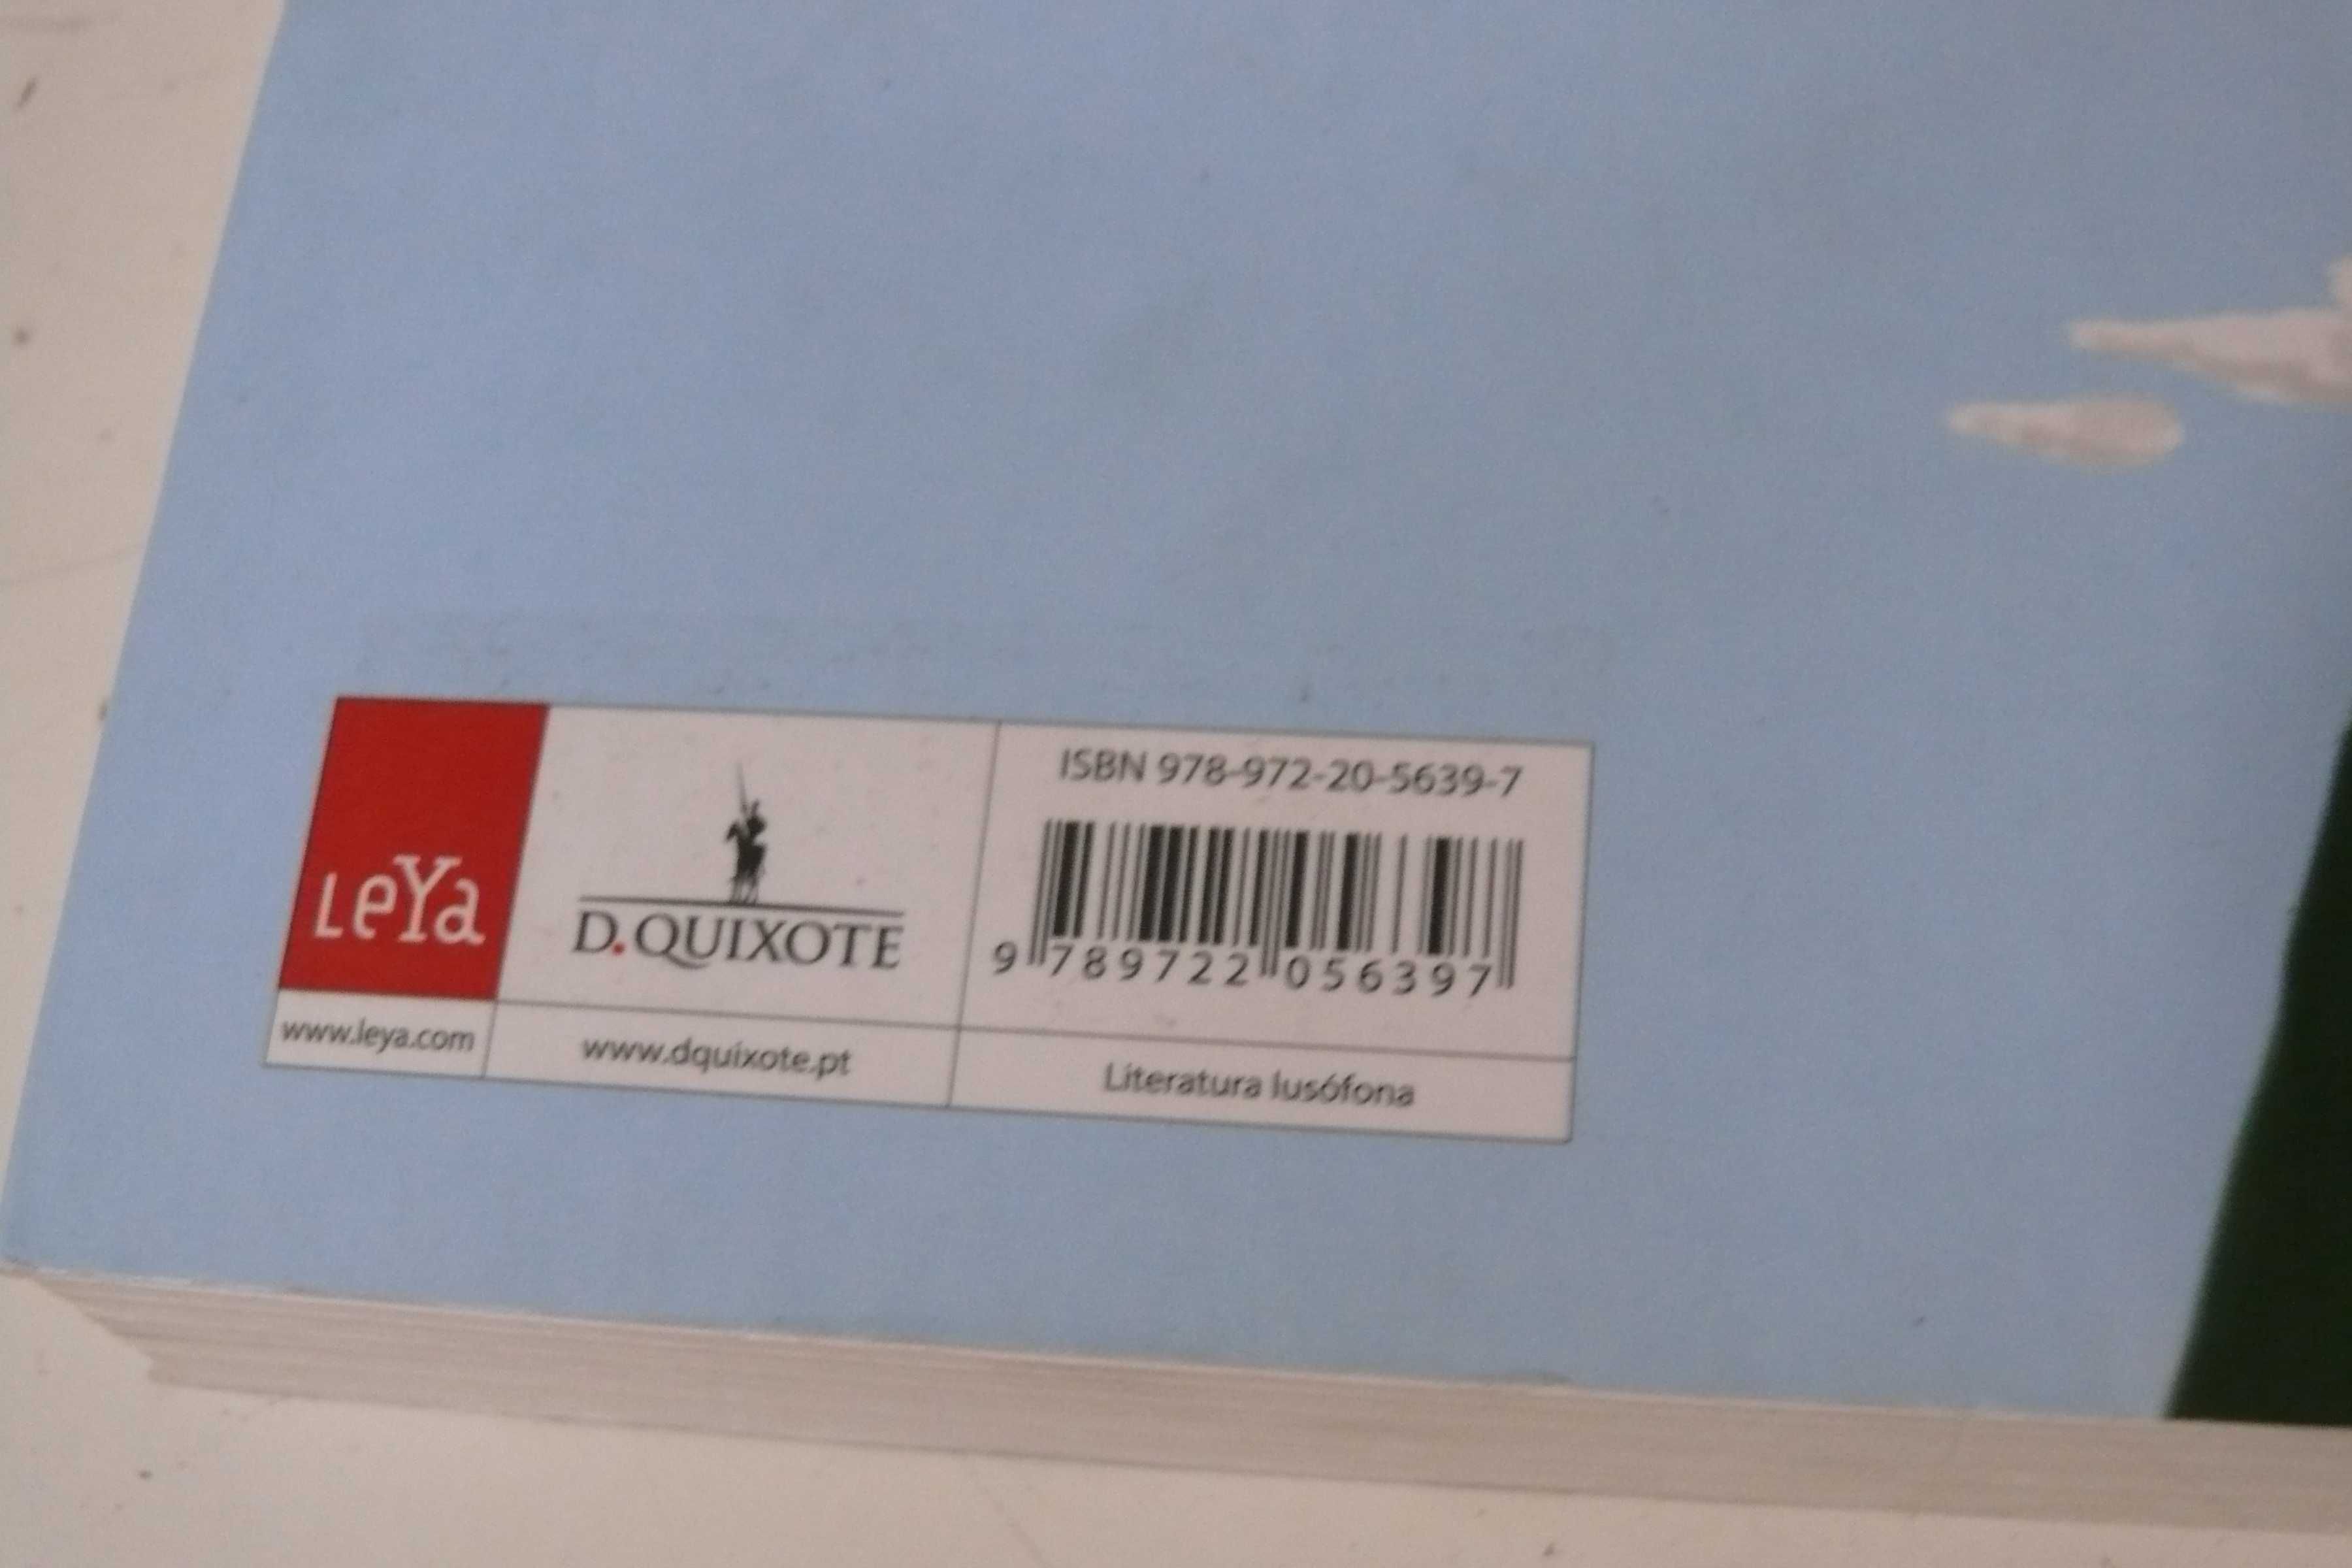 LeYa
D.QUIXOTE
ISBN 978-972-20-5639-7
9 789722 056397
www.leya.com
www.dquixote.pt
Literatura lusófona